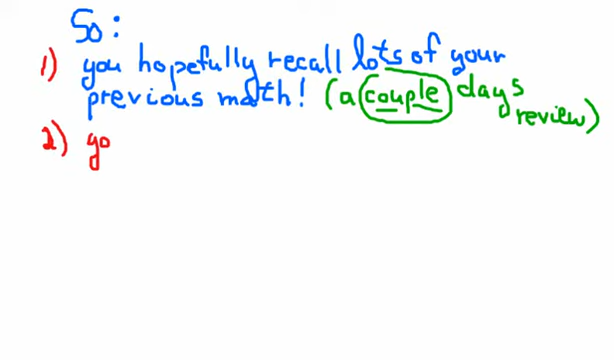 So:
1) you hopefully recall lots of your
previous math! (a couple days
review)
2) yo